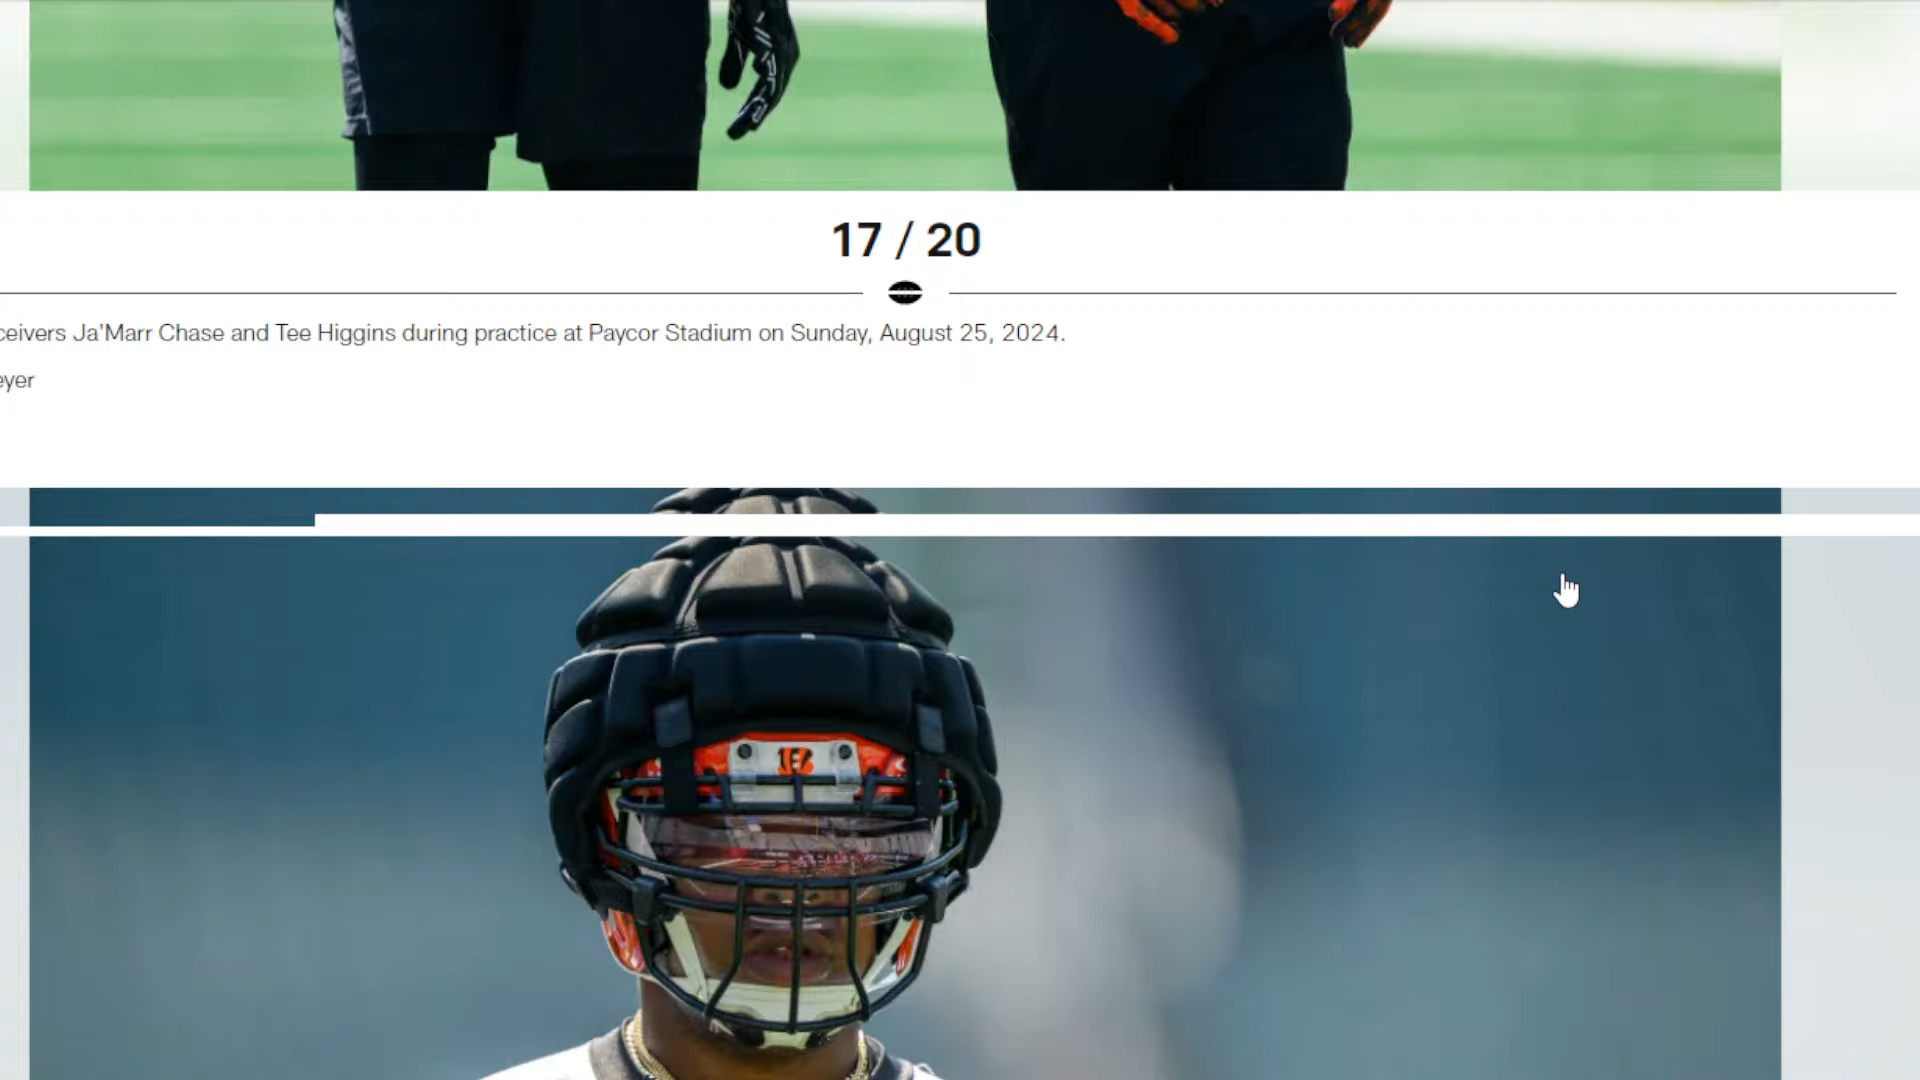 17 / 20
ceivers Ja'Marr Chase and Tee Higgins during practice at Paycor Stadium on Sunday, August 25, 2024.
eyer